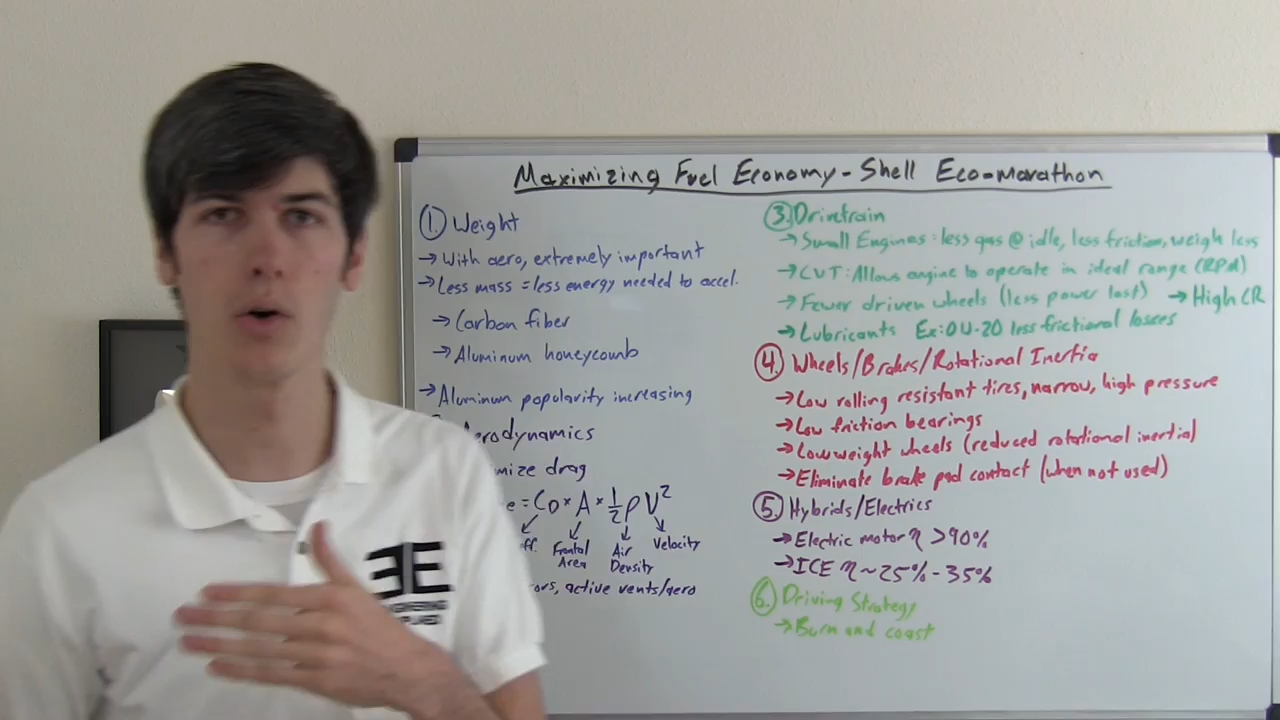 Maximizing Fuel Economy - Shell Eco-marathon
1. Weight
→ With aero, extremely important
→ Less mass = less energy needed to accel.
→ Carbon fiber
→ Aluminum honeycomb
→ Aluminum popularity increasing
Aerodynamics
mize drag
e = CD × A × 1/2 ρ V²
ff. Frontal Area Air Density Velocity
ors, active vents/aero
3. Drivetrain
→ Small Engines: less gas @ idle, less friction, weigh less
→ CVT: Allows engine to operate in ideal range (RPM)
→ Fewer driven wheels (less power lost) → High CR
→ Lubricants Ex: 0W-20 less frictional losses
4. Wheels/Brakes/Rotational Inertia
→ Low rolling resistant tires, narrow, high pressure
→ Low friction bearings
→ Low weight wheels (reduced rotational inertia)
→ Eliminate brake pad contact (when not used)
5. Hybrids/Electrics
→ Electric motor η >90%
→ ICE η ~25% - 35%
6. Driving Strategy
→ Burn and coast